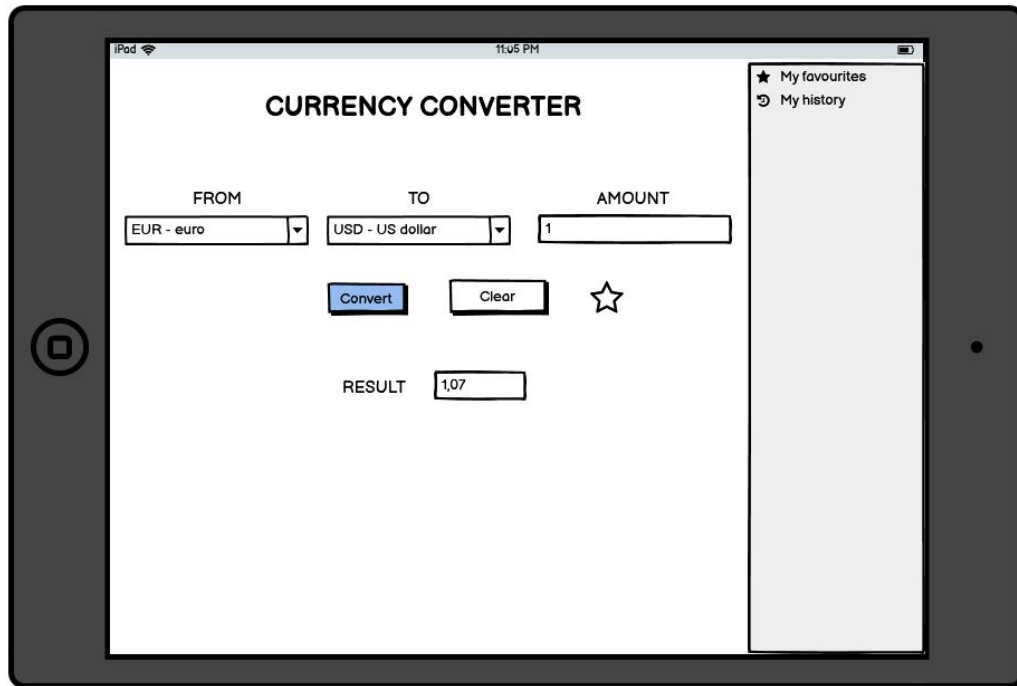 iPad
11:05 PM
My favourites
My history
CURRENCY CONVERTER
FROM
TO
AMOUNT
EUR - euro
USD - US dollar
1
Convert
Clear
RESULT
1,07